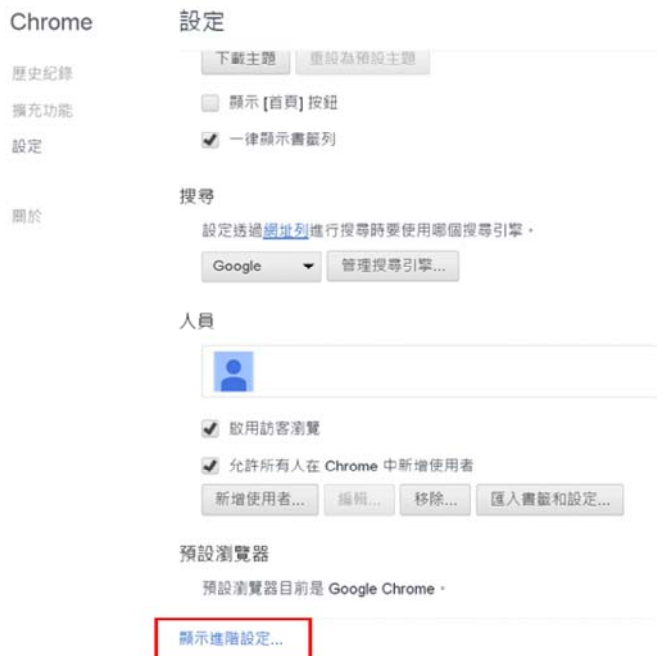 Chrome
設定
歷史紀錄
擴充功能
設定
關於
下載主題 重設為預設主題
顯示 [首頁] 按鈕
一律顯示書籤列
搜尋
設定透過網址列進行搜尋時要使用哪個搜尋引擎。
Google 管理搜尋引擎...
人員
啟用訪客瀏覽
允許所有人在 Chrome 中新增使用者
新增使用者... 編輯... 移除... 匯入書籤和設定...
預設瀏覽器
預設瀏覽器目前是 Google Chrome。
顯示進階設定...